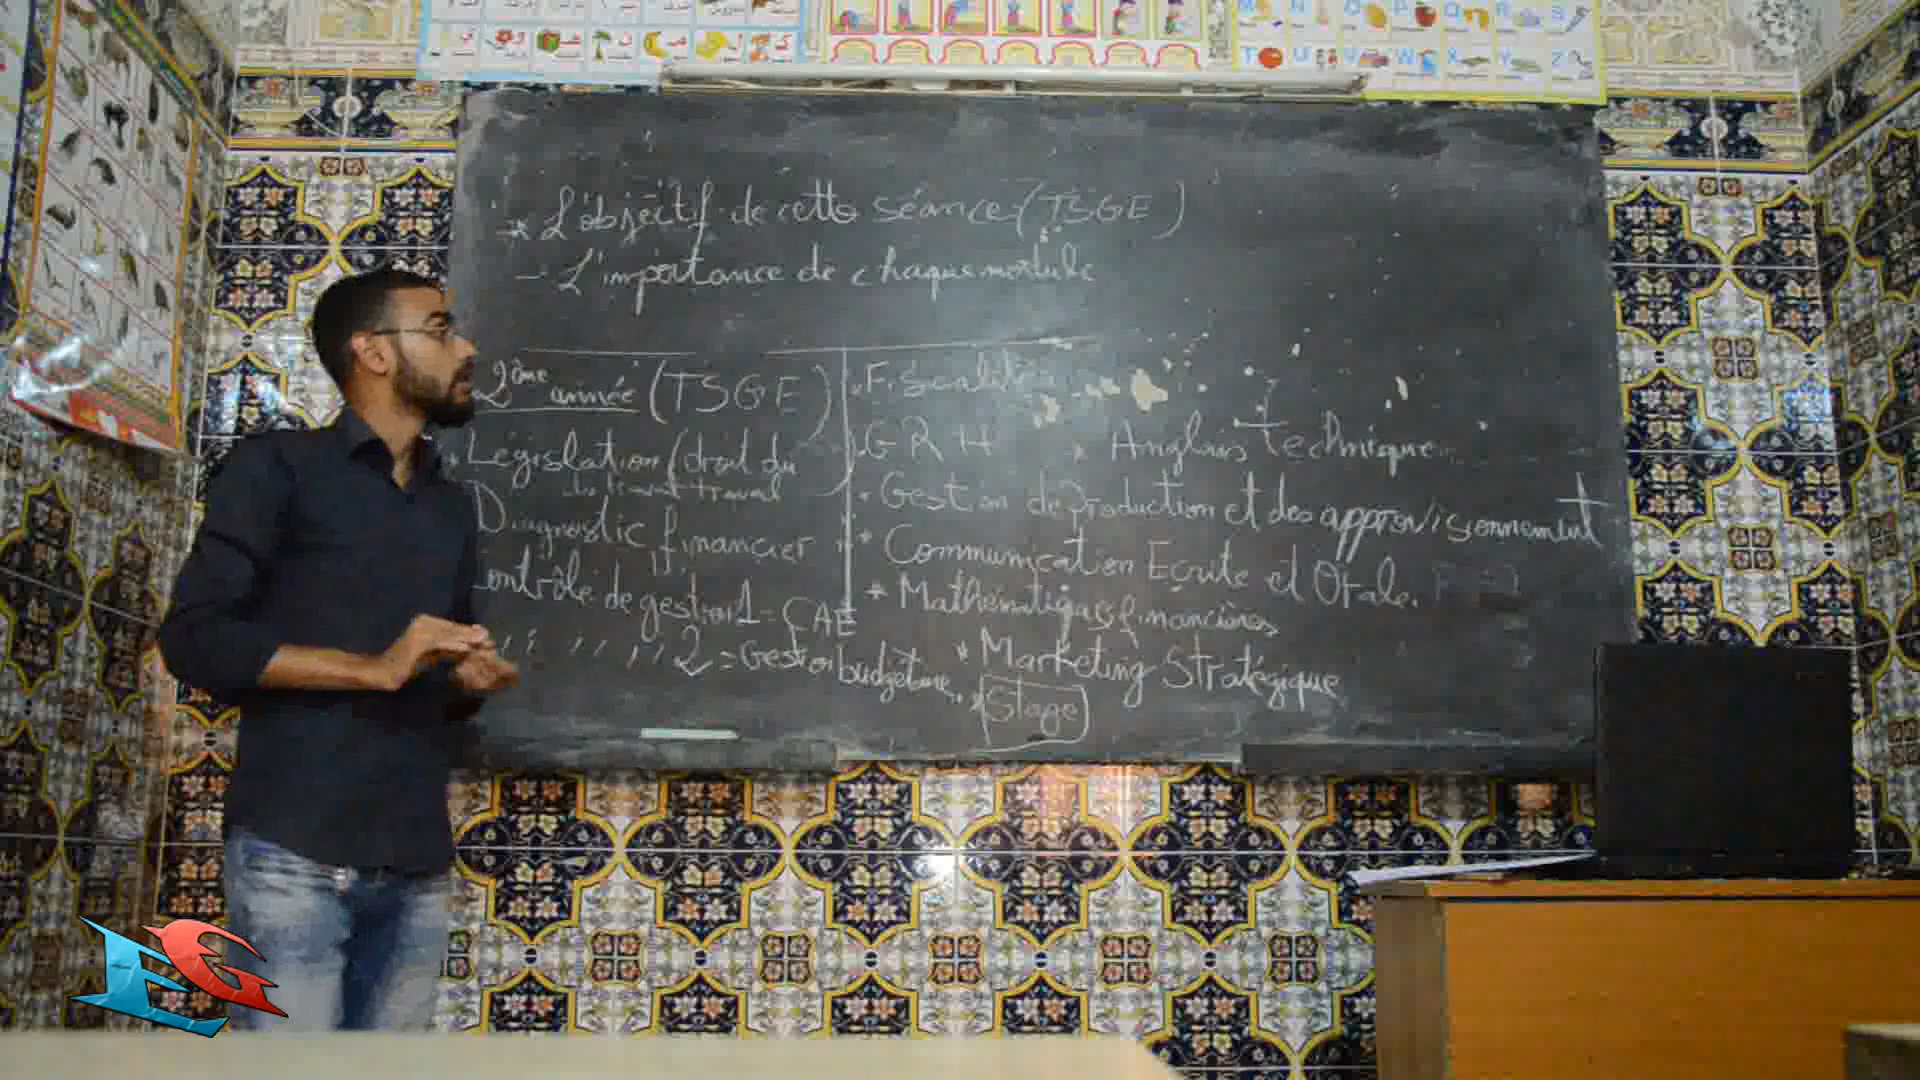 * L'objectif de cette séance (TSGE)
- L'importance de chaque module
2ème année (TSGE)
* Législation (droit du
travail
Diagnostic financier
Contrôle de gestion 1 = CAE
" " " 2 = Gestion budgétaire
* Fiscalité
* GRH
* Anglais technique
* Gestion de production et des approvisionnement
* Communication Ecrite et Orale.
* Mathématiques financières
* Marketing Stratégique
* Stage
M N O P Q R S
T U V W X Y Z
EG